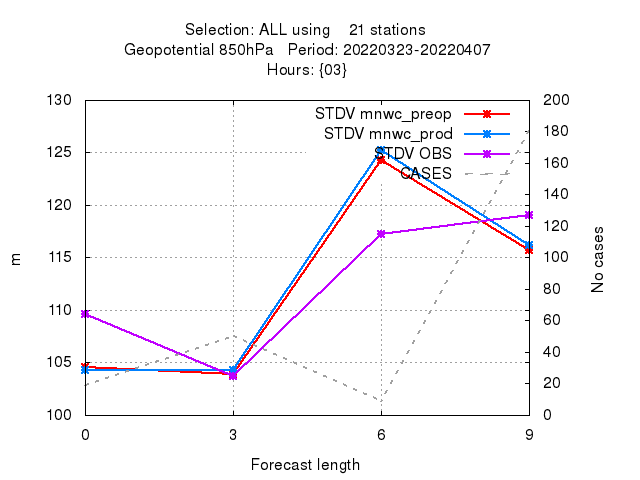 Selection: ALL using    21 stations
Geopotential 850hPa   Period: 20220323-20220407
Hours: {03}
130
125
120
115
110
105
100
200
180
160
140
120
100
80
60
40
20
0
STDV mnwc_preop
STDV mnwc_prod
STDV OBS
CASES
m
No cases
0
3
6
9
Forecast length